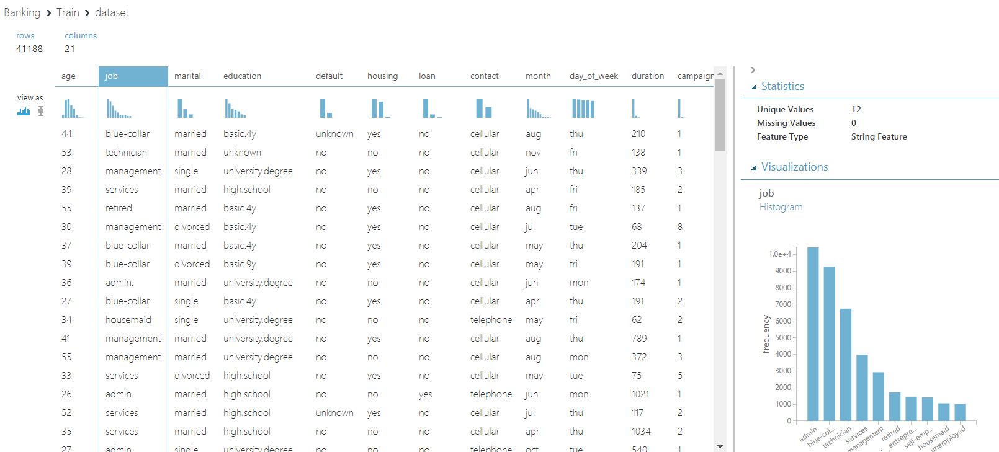 Banking > Train > dataset
rows columns
41188 21
age job marital education default housing loan contact month day_of_week duration campaign
view as
44 blue-collar married basic.4y unknown yes no cellular aug thu 210 1
53 technician married unknown no no no cellular nov fri 138 1
28 management single university.degree no yes no cellular jun thu 339 3
39 services married high.school no no no cellular apr fri 185 2
55 retired married basic.4y no yes no cellular aug fri 137 1
30 management divorced basic.4y no yes no cellular jul tue 68 8
37 blue-collar married basic.4y no yes no cellular may thu 204 1
39 blue-collar divorced basic.9y no yes no cellular may fri 191 1
36 admin. married university.degree no no no cellular jun mon 174 1
27 blue-collar single basic.4y no yes no cellular apr thu 191 2
34 housemaid single university.degree no no no telephone may fri 62 2
41 management married university.degree no yes no cellular aug thu 789 1
55 management married university.degree no no no cellular aug mon 372 3
33 services divorced high.school no yes no cellular may tue 75 5
26 admin. married high.school no no yes telephone jun mon 1021 1
52 services married high.school unknown yes no cellular jul thu 117 2
35 services married high.school no no no cellular apr thu 1034 2
27 admin. single university.degree no no no telephone oct tue 540 1
Statistics
Unique Values 12
Missing Values 0
Feature Type String Feature
Visualizations
job
Histogram
frequency
1.0e+4
9000
8000
7000
6000
5000
4000
3000
2000
1000
0
admin.
blue-col...
technician
services
management
retired
entrepre...
self-emp...
housemaid
unemployed